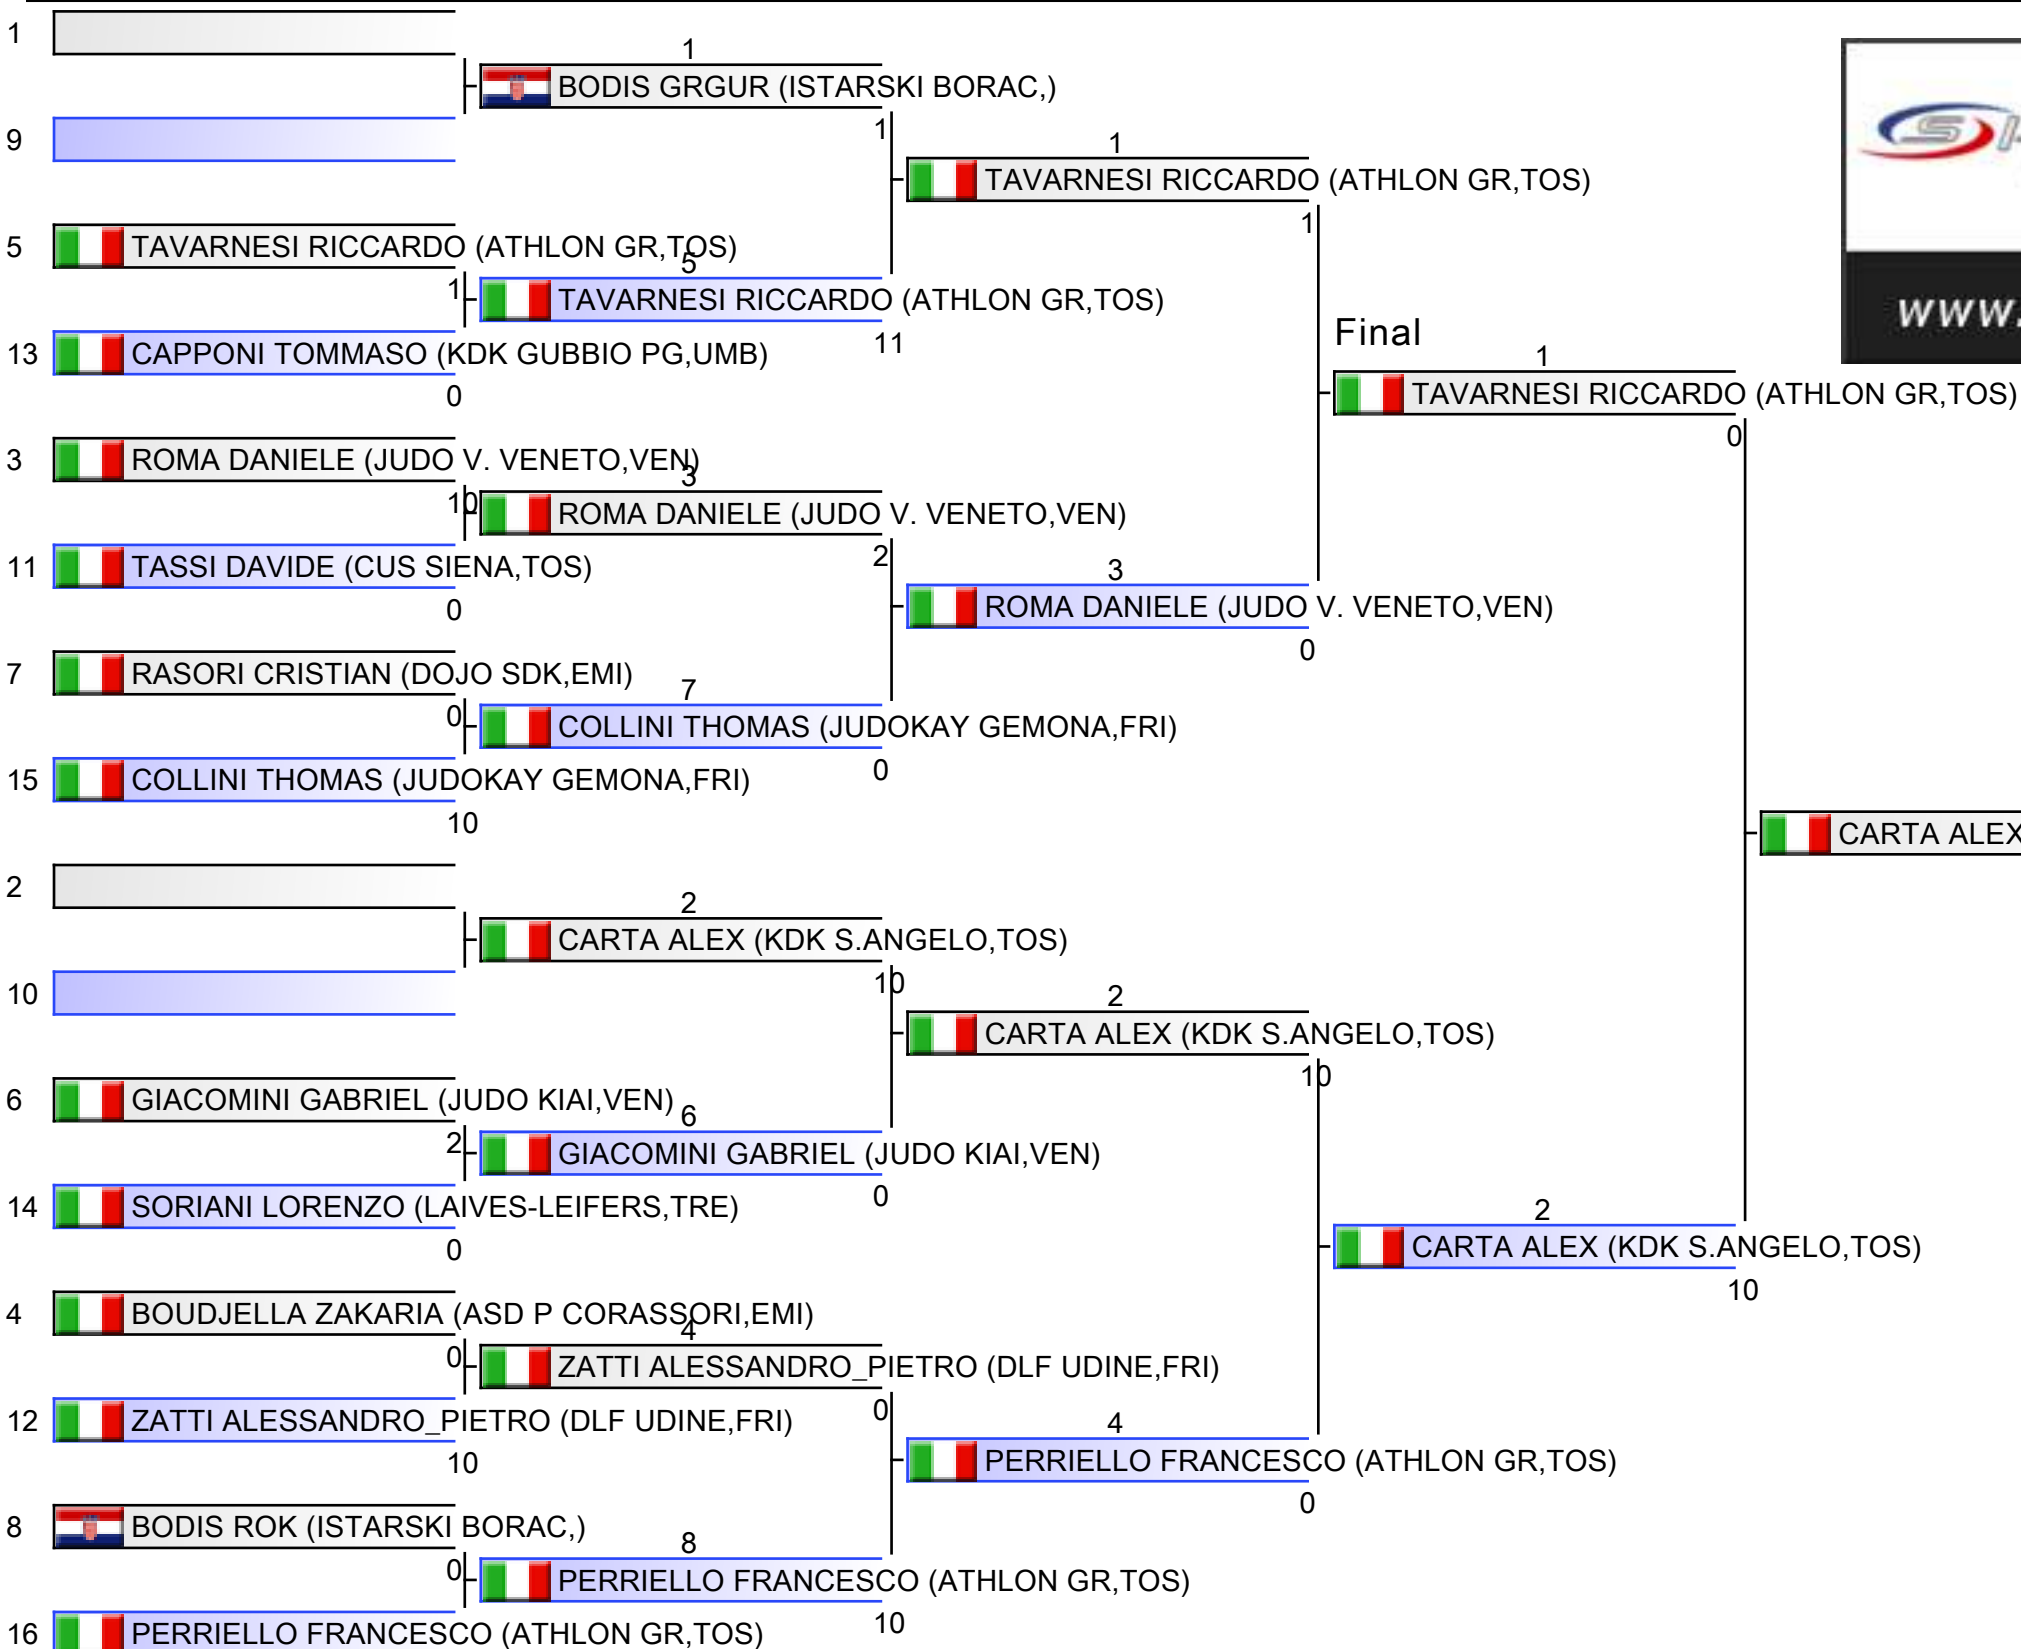 1
9
5 TAVARNESI RICCARDO (ATHLON GR,TOS)
1
13 CAPPONI TOMMASO (KDK GUBBIO PG,UMB)
0
3 ROMA DANIELE (JUDO V. VENETO,VEN)
10
11 TASSI DAVIDE (CUS SIENA,TOS)
0
7 RASORI CRISTIAN (DOJO SDK,EMI)
0
15 COLLINI THOMAS (JUDOKAY GEMONA,FRI)
10
2
10
6 GIACOMINI GABRIEL (JUDO KIAI,VEN)
2
14 SORIANI LORENZO (LAIVES-LEIFERS,TRE)
0
4 BOUDJELLA ZAKARIA (ASD P CORASSORI,EMI)
0
12 ZATTI ALESSANDRO_PIETRO (DLF UDINE,FRI)
10
8 BODIS ROK (ISTARSKI BORAC,)
0
16 PERRIELLO FRANCESCO (ATHLON GR,TOS)
1
BODIS GRGUR (ISTARSKI BORAC,)
1
5
TAVARNESI RICCARDO (ATHLON GR,TOS)
11
3
ROMA DANIELE (JUDO V. VENETO,VEN)
2
7
COLLINI THOMAS (JUDOKAY GEMONA,FRI)
0
2
CARTA ALEX (KDK S.ANGELO,TOS)
10
6
GIACOMINI GABRIEL (JUDO KIAI,VEN)
0
4
ZATTI ALESSANDRO_PIETRO (DLF UDINE,FRI)
0
8
PERRIELLO FRANCESCO (ATHLON GR,TOS)
10
1
TAVARNESI RICCARDO (ATHLON GR,TOS)
1
3
ROMA DANIELE (JUDO V. VENETO,VEN)
0
2
CARTA ALEX (KDK S.ANGELO,TOS)
10
4
PERRIELLO FRANCESCO (ATHLON GR,TOS)
0
Final
1
TAVARNESI RICCARDO (ATHLON GR,TOS)
0
2
CARTA ALEX (KDK S.ANGELO,TOS)
10
CARTA ALEX
www.